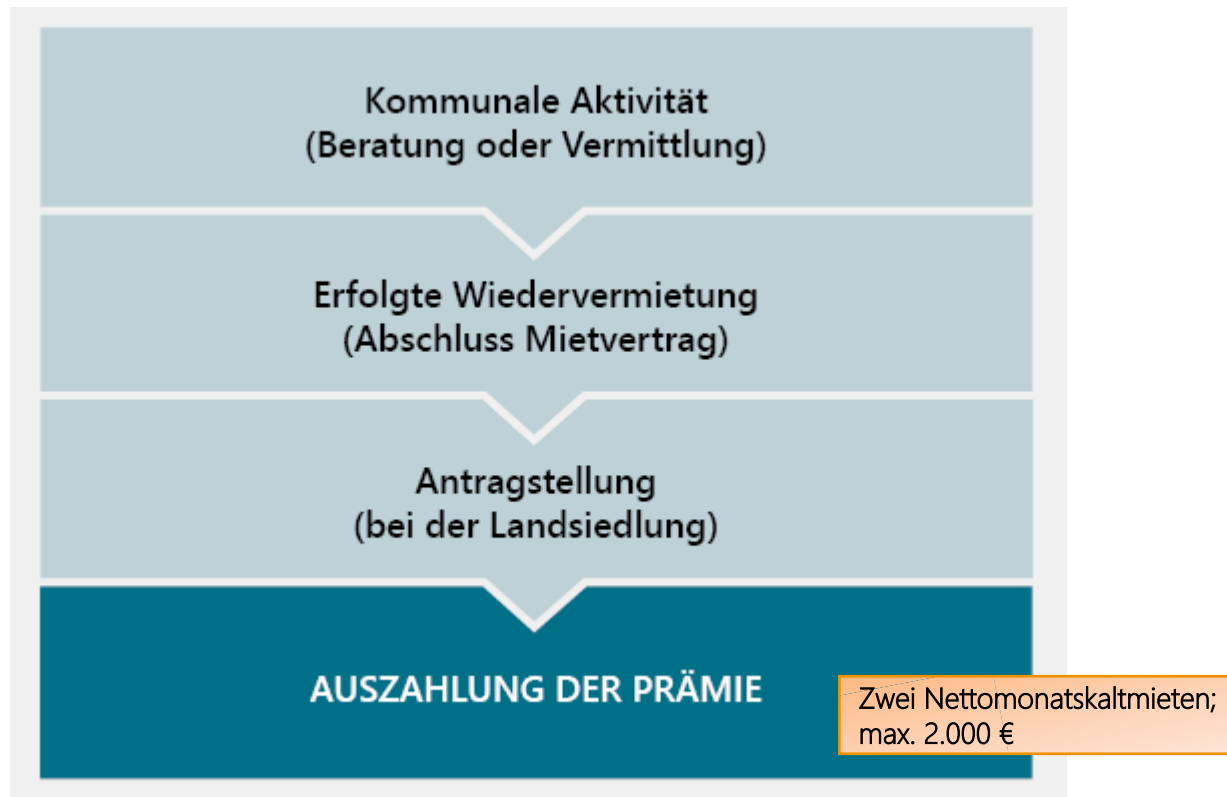 Kommunale Aktivität
(Beratung oder Vermittlung)
Erfolgte Wiedervermietung
(Abschluss Mietvertrag)
Antragstellung
(bei der Landsiedlung)
AUSZAHLUNG DER PRÄMIE
Zwei Nettomonatskaltmieten;
max. 2.000 €